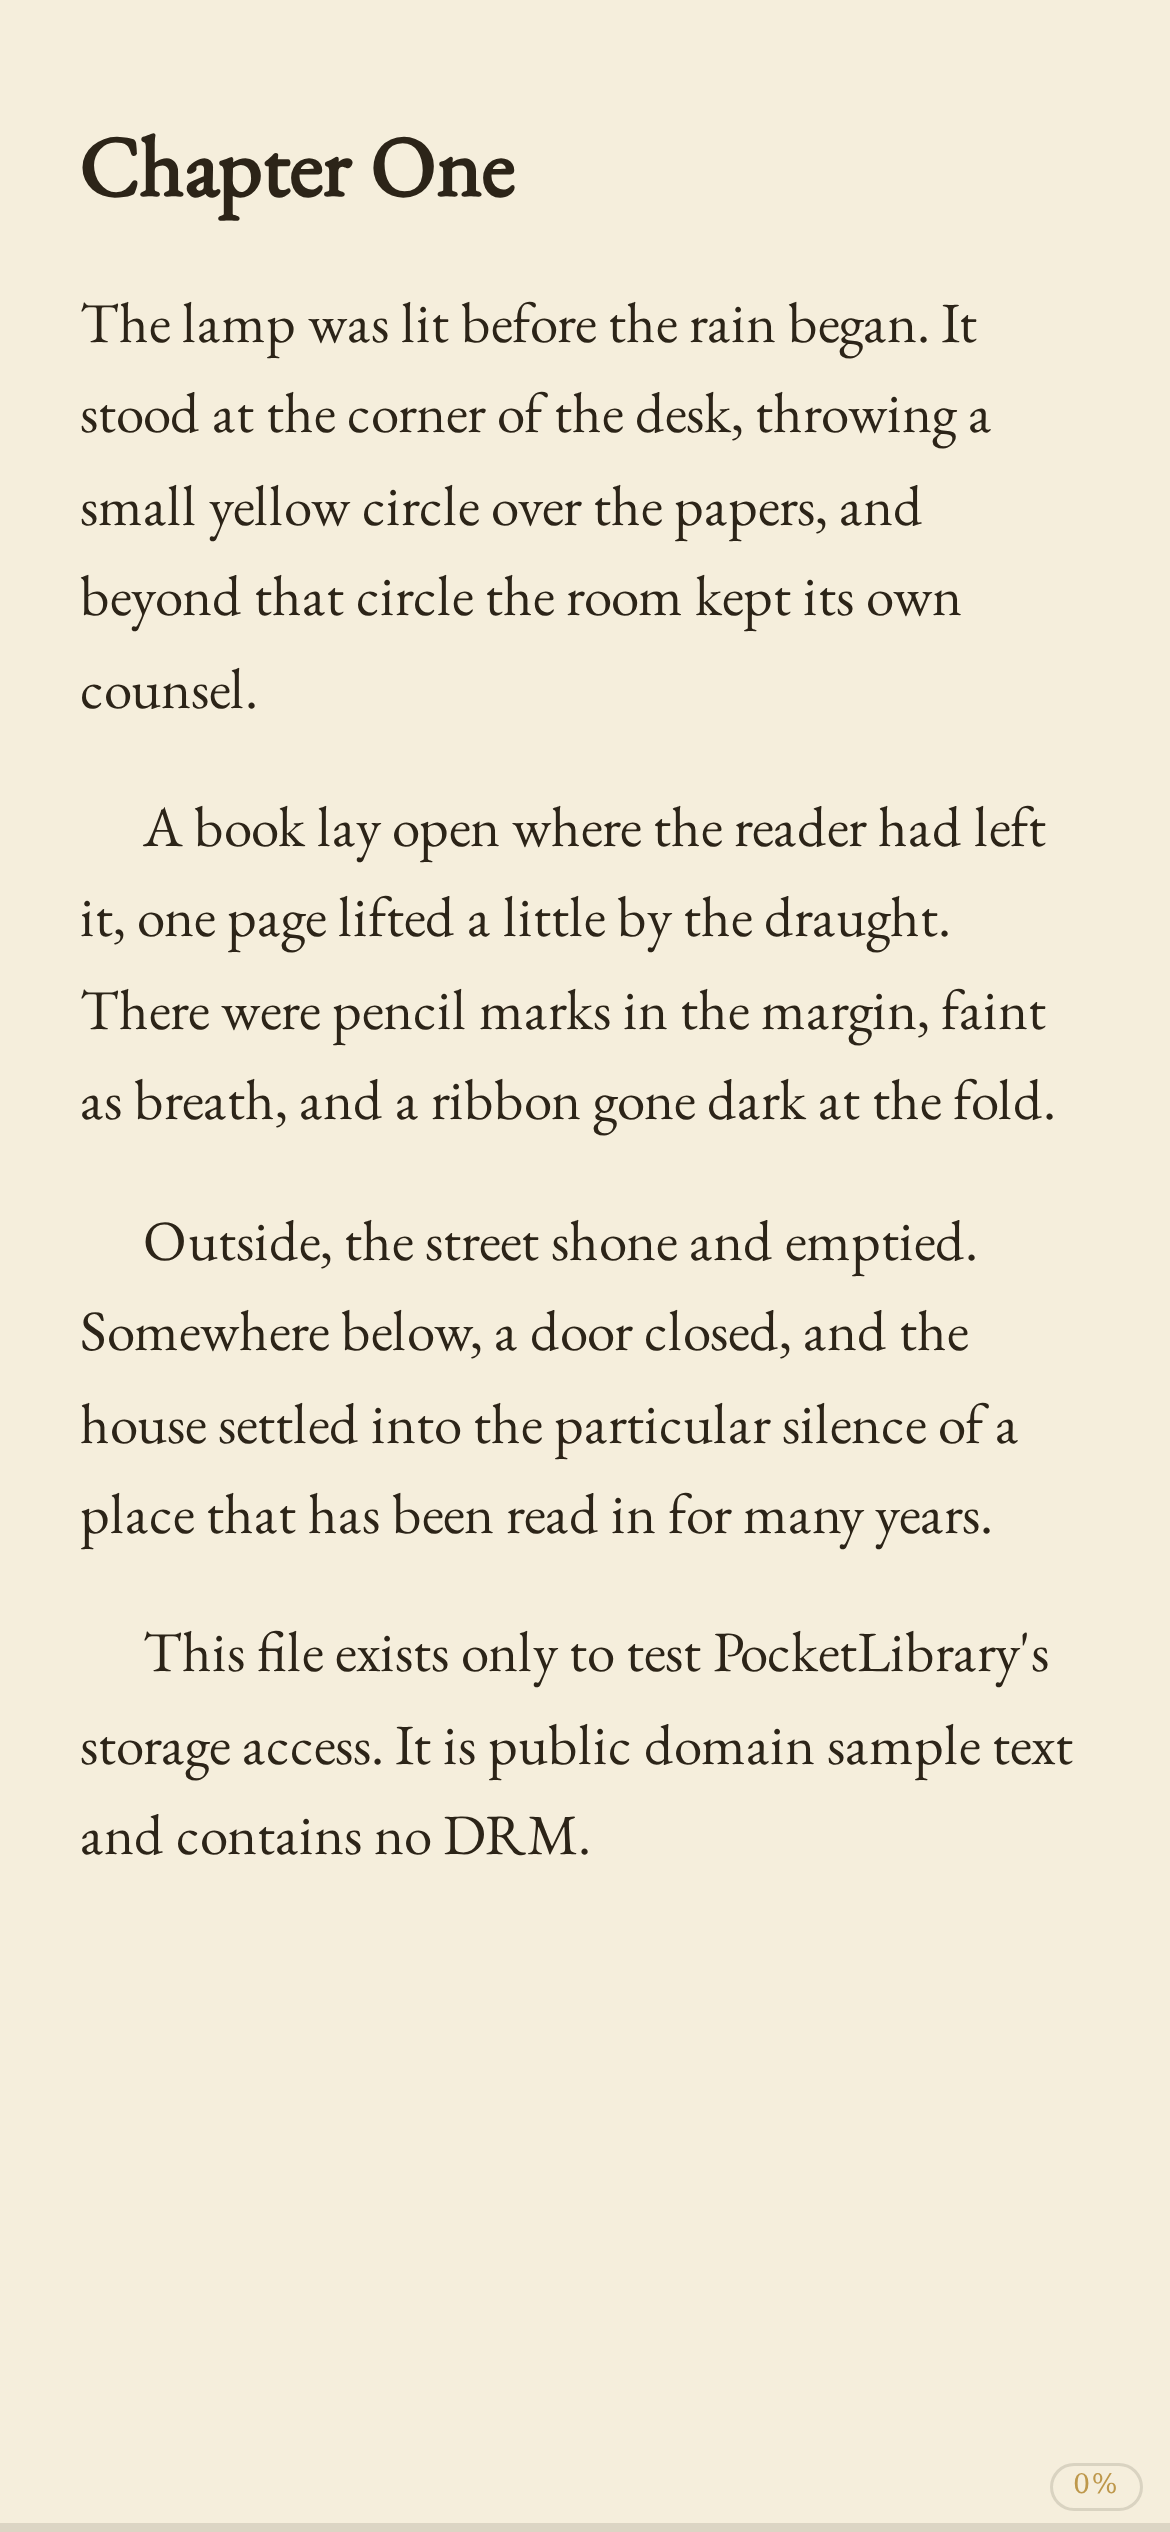 Chapter One
The lamp was lit before the rain began. It
stood at the corner of the desk, throwing a
small yellow circle over the papers, and
beyond that circle the room kept its own
counsel.
A book lay open where the reader had left
it, one page lifted a little by the draught.
There were pencil marks in the margin, faint
as breath, and a ribbon gone dark at the fold.
Outside, the street shone and emptied.
Somewhere below, a door closed, and the
house settled into the particular silence of a
place that has been read in for many years.
This file exists only to test PocketLibrary's
storage access. It is public domain sample text
and contains no DRM.
0%